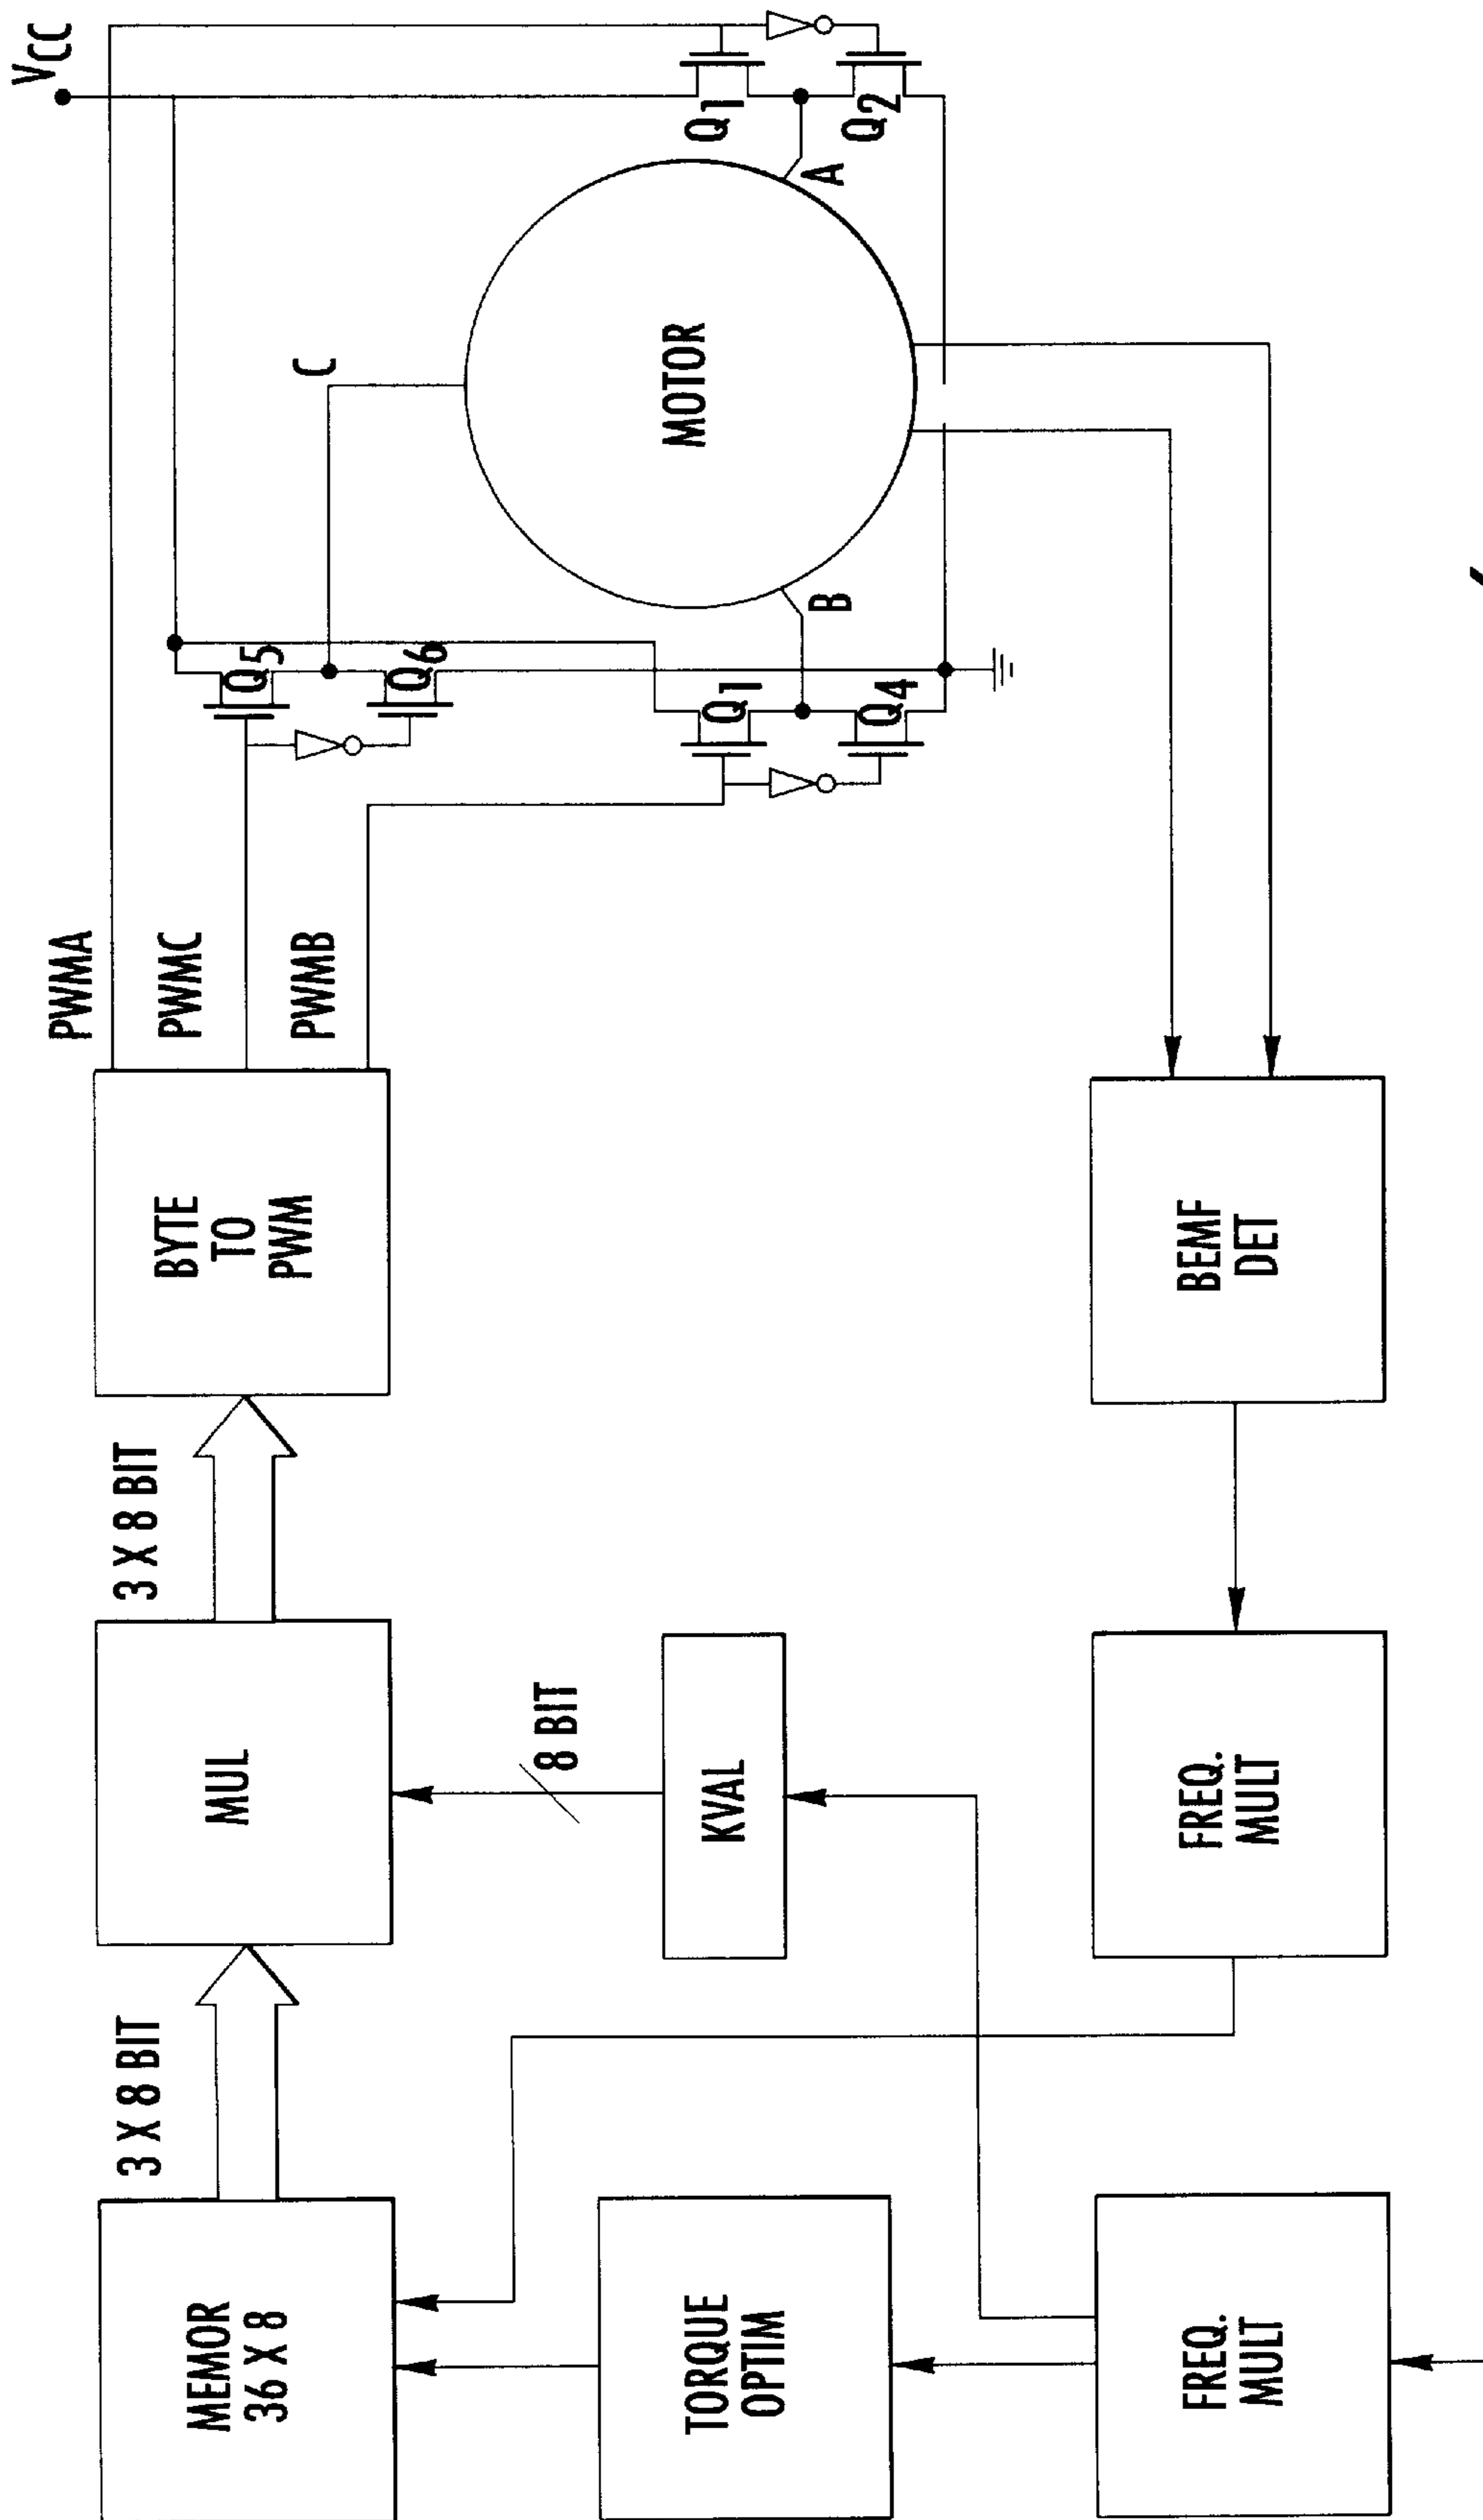 MEMOR
36 X 8
3 X 8 BIT
MUL
3 X 8 BIT
BYTE
TO
PWM
PWMA
PWMC
PWMB
VCC
TORQUE
OPTIM
KVAL
8 BIT
Q5
Q6
C
Q1
Q4
B
MOTOR
A
Q1
Q2
FREQ.
MULT
FREQ.
MULT
BEMF
DET